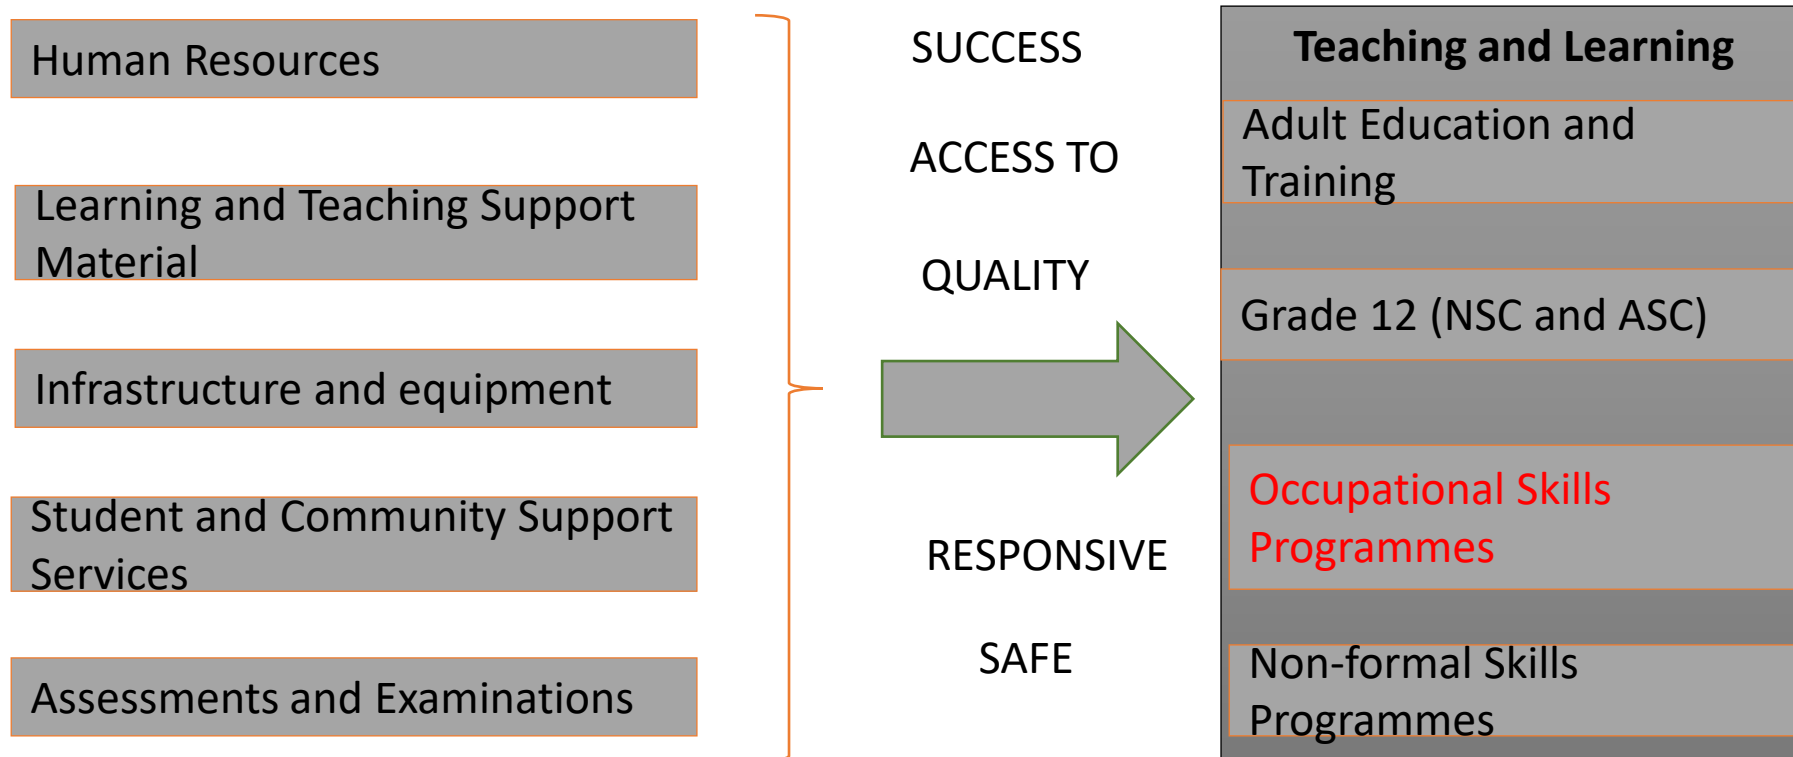 Human Resources
Learning and Teaching Support
Material
Infrastructure and equipment
Student and Community Support
Services
Assessments and Examinations
SUCCESS
ACCESS TO
QUALITY
RESPONSIVE
SAFE
Teaching and Learning
Adult Education and
Training
Grade 12 (NSC and ASC)
Occupational Skills
Programmes
Non-formal Skills
Programmes